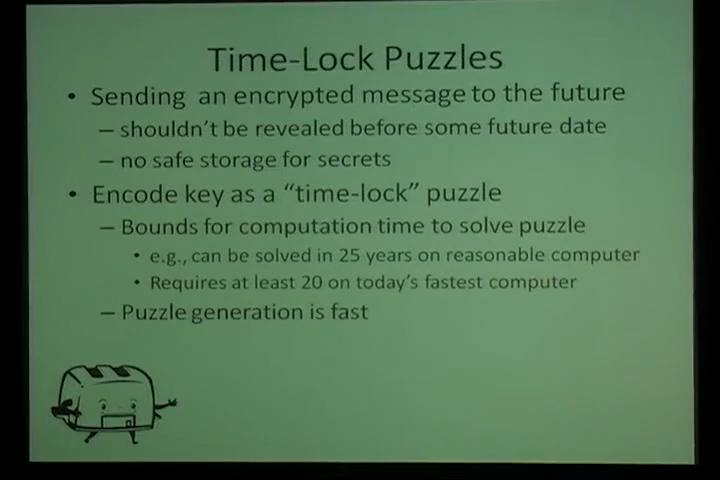 Time-Lock Puzzles
• Sending an encrypted message to the future
– shouldn't be revealed before some future date
– no safe storage for secrets
• Encode key as a "time-lock" puzzle
– Bounds for computation time to solve puzzle
• e.g., can be solved in 25 years on reasonable computer
• Requires at least 20 on today's fastest computer
– Puzzle generation is fast